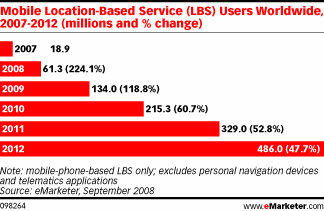 Mobile Location-Based Service (LBS) Users Worldwide,
2007-2012 (millions and % change)
2007 18.9
2008 61.3 (224.1%)
2009 134.0 (118.8%)
2010 215.3 (60.7%)
2011 329.0 (52.8%)
2012 486.0 (47.7%)
Note: mobile-phone-based LBS only; excludes personal navigation devices
and telematics applications
Source: eMarketer, September 2008
098264 www.eMarketer.com